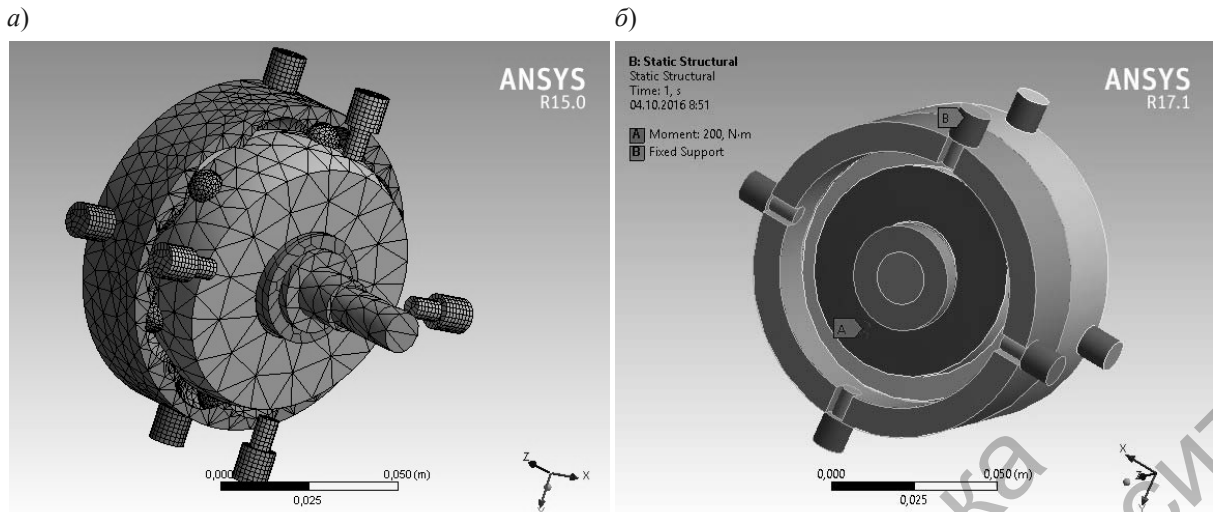 а)
б)
ANSYS
R15.0
0,000
0,050 (m)
0,025
Z
X
B: Static Structural
Static Structural
Time: 1, s
04.10.2016 8:51
A Moment: 200, N·m
B Fixed Support
ANSYS
R17.1
B
A
0,000
0,050 (m)
0,025
X
Z
Y